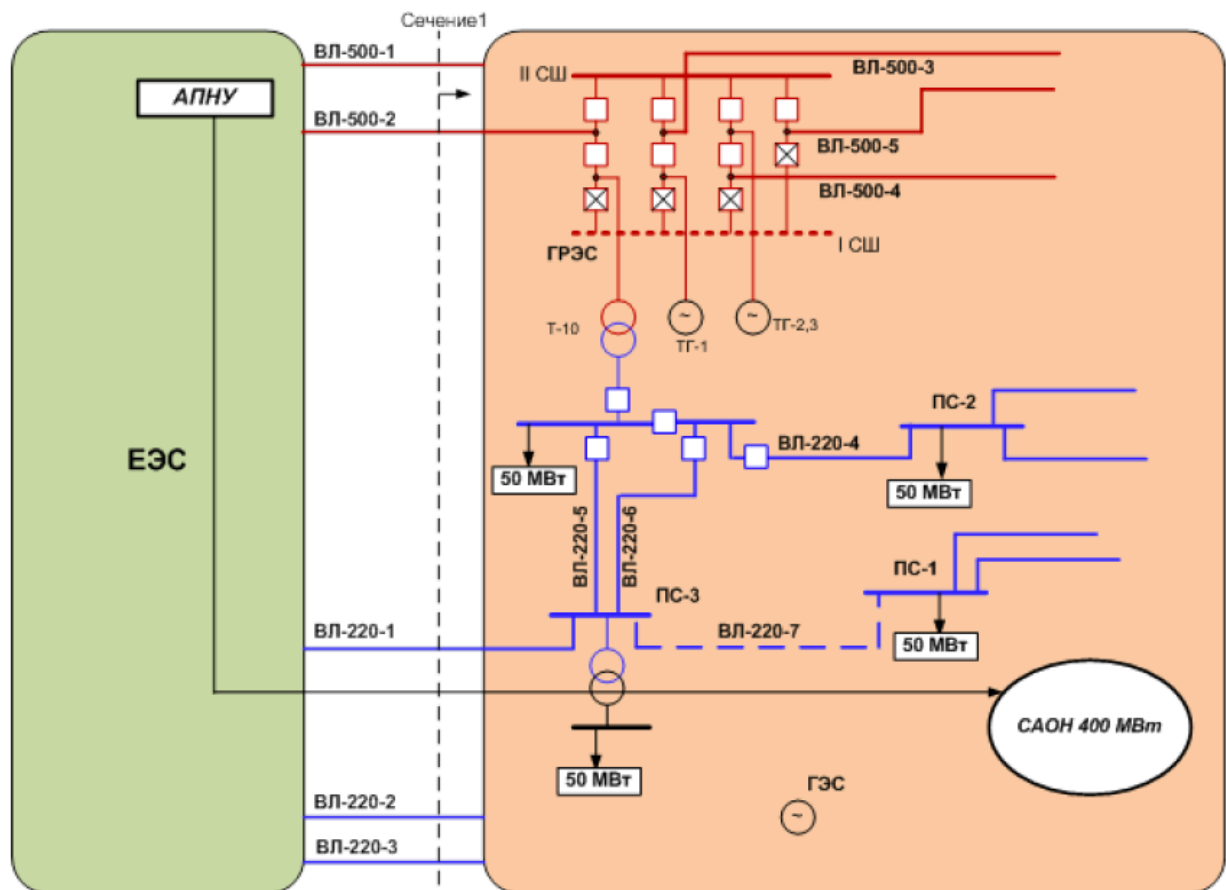 Сечение1
ВЛ-500-1
II СШ
ВЛ-500-3
АПНУ
ВЛ-500-2
ВЛ-500-5
ВЛ-500-4
ГРЭС
I СШ
Т-10
~
ТГ-1
~
ТГ-2,3
ПС-2
ВЛ-220-4
ЕЭС
50 МВт
50 МВт
ВЛ-220-5
ВЛ-220-6
ПС-1
ПС-3
ВЛ-220-1
ВЛ-220-7
50 МВт
САОН 400 МВт
50 МВт
ГЭС
~
ВЛ-220-2
ВЛ-220-3